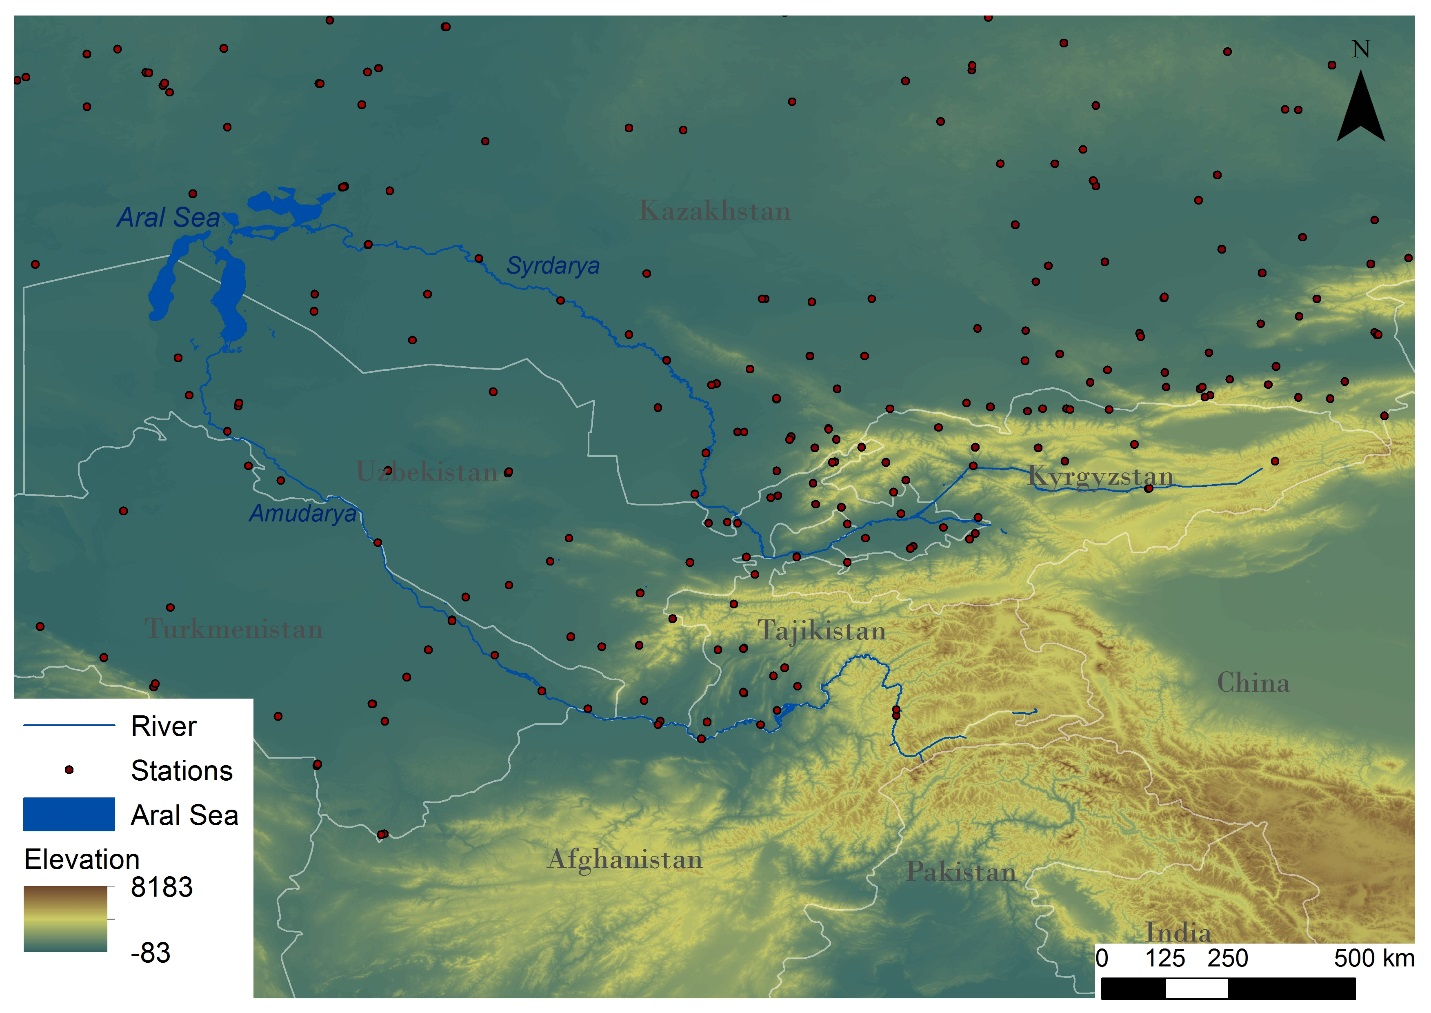 N
Kazakhstan
Aral Sea
Syrdarya
Uzbekistan
Kyrgyzstan
Amudarya
Turkmenistan
Tajikistan
China
River
Stations
Aral Sea
Elevation
8183
-83
Afghanistan
Pakistan
India
0 125 250 500 km